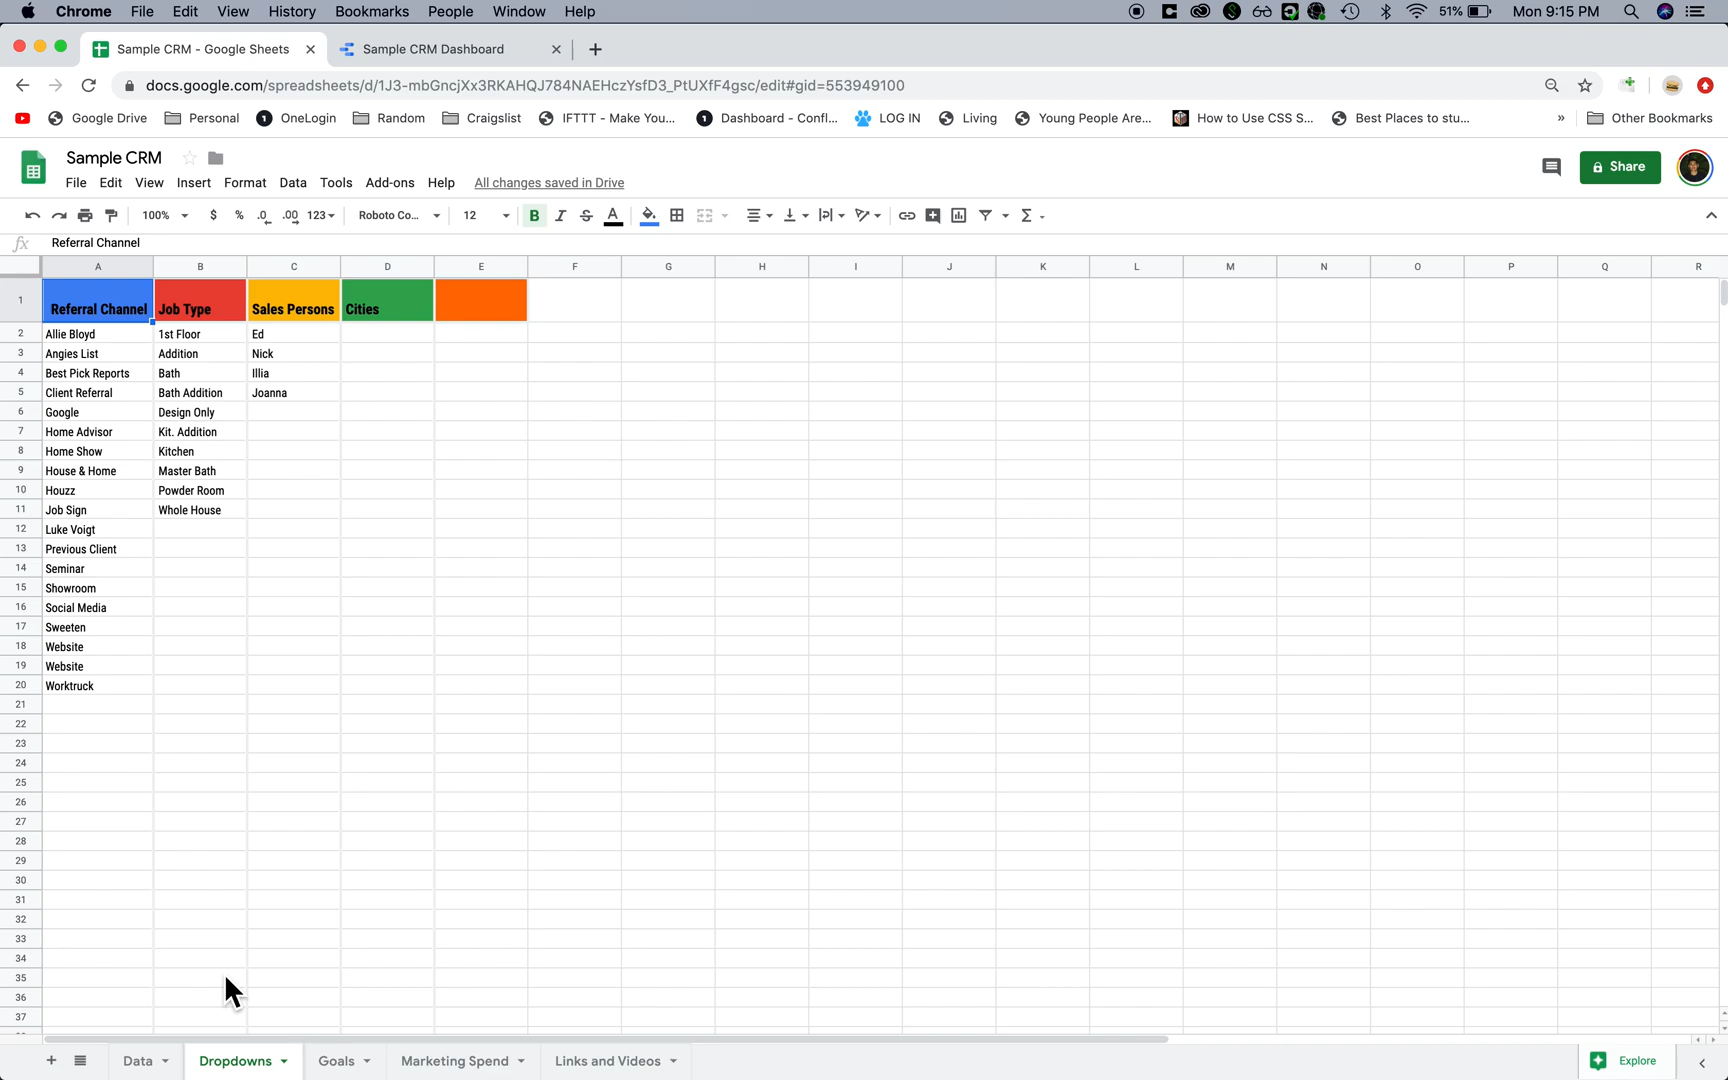 Chrome File Edit View History Bookmarks People Window Help 51% Mon 9:15 PM
Sample CRM - Google Sheets Sample CRM Dashboard
docs.google.com/spreadsheets/d/1J3-mbGncjXx3RKAHQJ784NAEHczYsfD3_PtUXfF4gsc/edit#gid=553949100
Google Drive Personal OneLogin Random Craigslist IFTTT - Make You... Dashboard - Confl... LOG IN Living Young People Are... How to Use CSS S... Best Places to stu... » Other Bookmarks
Sample CRM
File Edit View Insert Format Data Tools Add-ons Help All changes saved in Drive Share
100% $ % .0 .00 123 Roboto Co... 12 B I S A Σ
fx Referral Channel
A B C D E F G H I J K L M N O P Q R
1 Referral Channel Job Type Sales Persons Cities
2 Allie Bloyd 1st Floor Ed
3 Angies List Addition Nick
4 Best Pick Reports Bath Illia
5 Client Referral Bath Addition Joanna
6 Google Design Only
7 Home Advisor Kit. Addition
8 Home Show Kitchen
9 House & Home Master Bath
10 Houzz Powder Room
11 Job Sign Whole House
12 Luke Voigt
13 Previous Client
14 Seminar
15 Showroom
16 Social Media
17 Sweeten
18 Website
19 Website
20 Worktruck
21
22
23
24
25
26
27
28
29
30
31
32
33
34
35
36
37
+ Data Dropdowns Goals Marketing Spend Links and Videos Explore